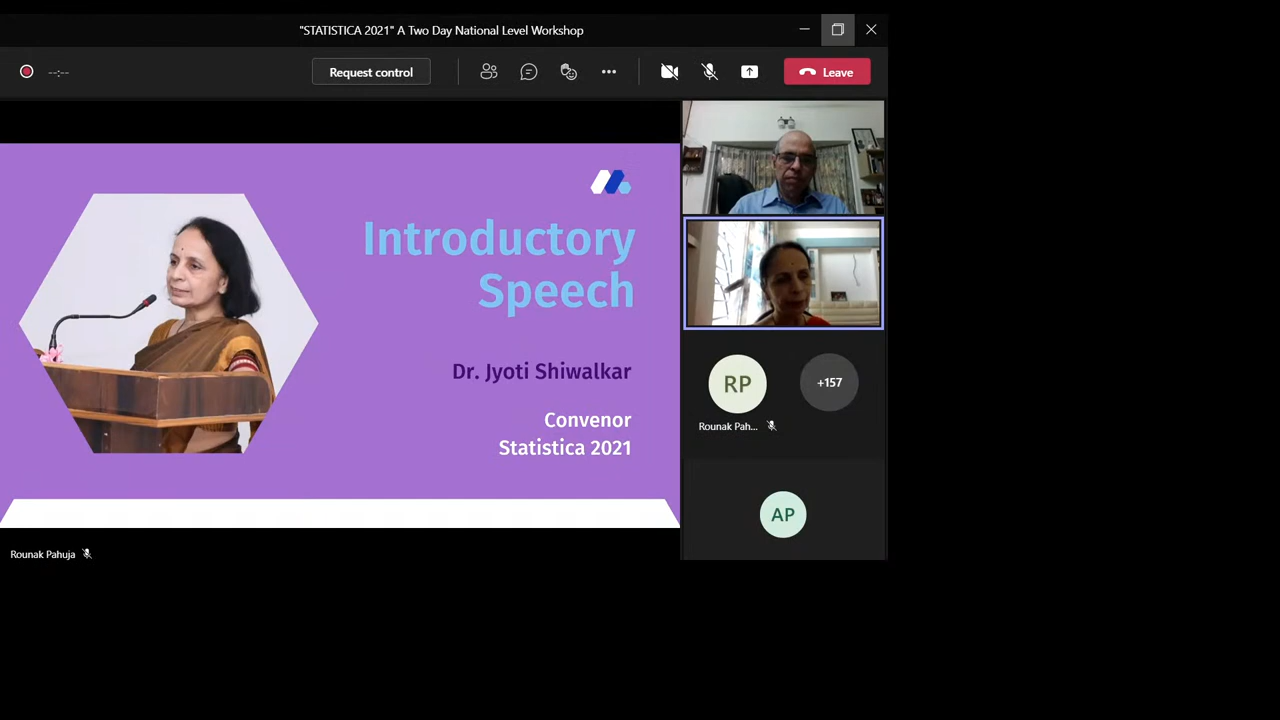 "STATISTICA 2021" A Two Day National Level Workshop
--:--
Request control
Leave
Introductory
Speech
Dr. Jyoti Shiwalkar
Convenor
Statistica 2021
RP
+157
Rounak Pah...
AP
Rounak Pahuja